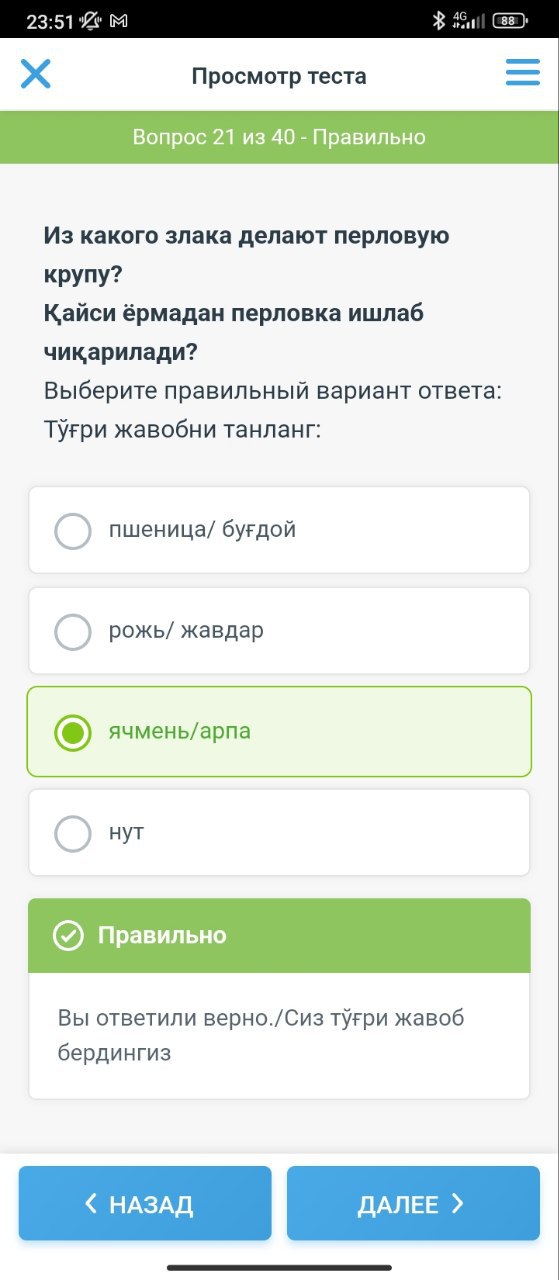 23:51
4G
88
Просмотр теста
Вопрос 21 из 40 - Правильно
Из какого злака делают перловую
крупу?
Қайси ёрмадан перловка ишлаб
чиқарилади?
Выберите правильный вариант ответа:
Тўғри жавобни танланг:
пшеница/ буғдой
рожь/ жавдар
ячмень/арпа
нут
Правильно
Вы ответили верно./Сиз тўғри жавоб
бердингиз
НАЗАД
ДАЛЕЕ